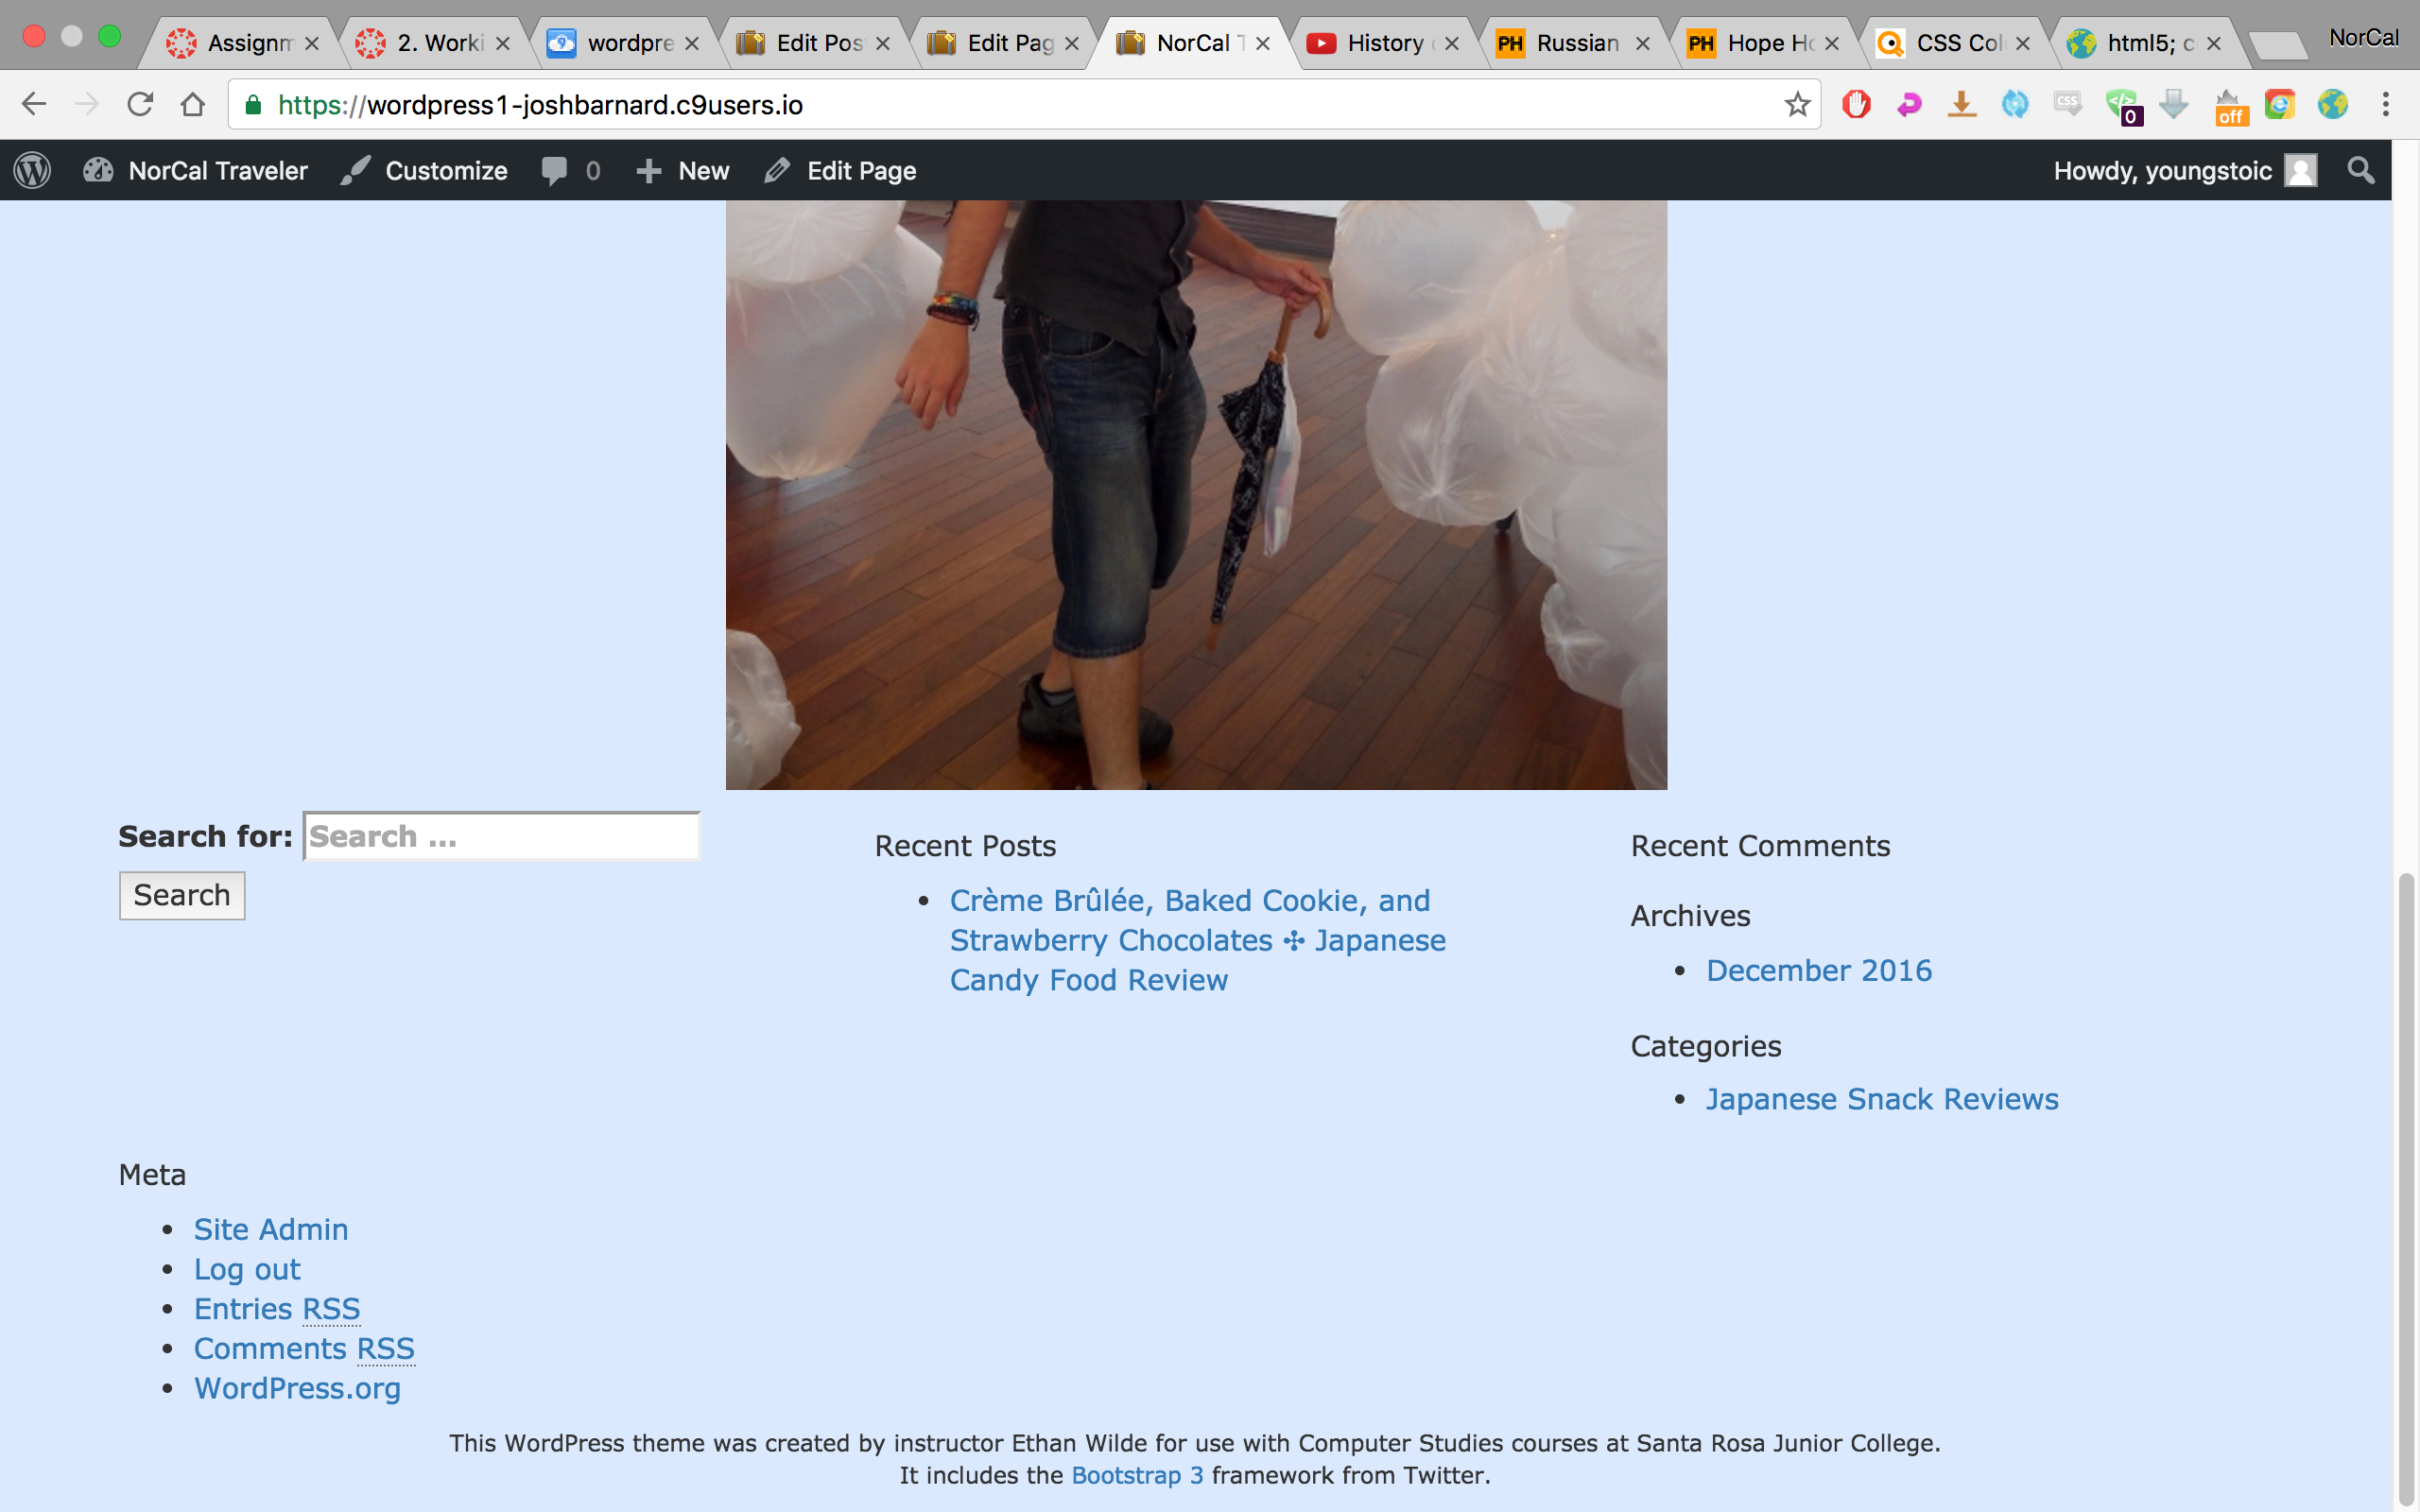 Assignm
2. Worki
wordpre
Edit Pos
Edit Pag
NorCal T
History
PH Russian
PH Hope Ho
CSS Col
html5; c
NorCal
https://wordpress1-joshbarnard.c9users.io
CSS
0
off
NorCal Traveler
Customize
0
New
Edit Page
Howdy, youngstoic
Search for:
Search ...
Search
Recent Posts
Crème Brûlée, Baked Cookie, and
Strawberry Chocolates ✣ Japanese
Candy Food Review
Recent Comments
Archives
December 2016
Categories
Japanese Snack Reviews
Meta
Site Admin
Log out
Entries RSS
Comments RSS
WordPress.org
This WordPress theme was created by instructor Ethan Wilde for use with Computer Studies courses at Santa Rosa Junior College.
It includes the Bootstrap 3 framework from Twitter.